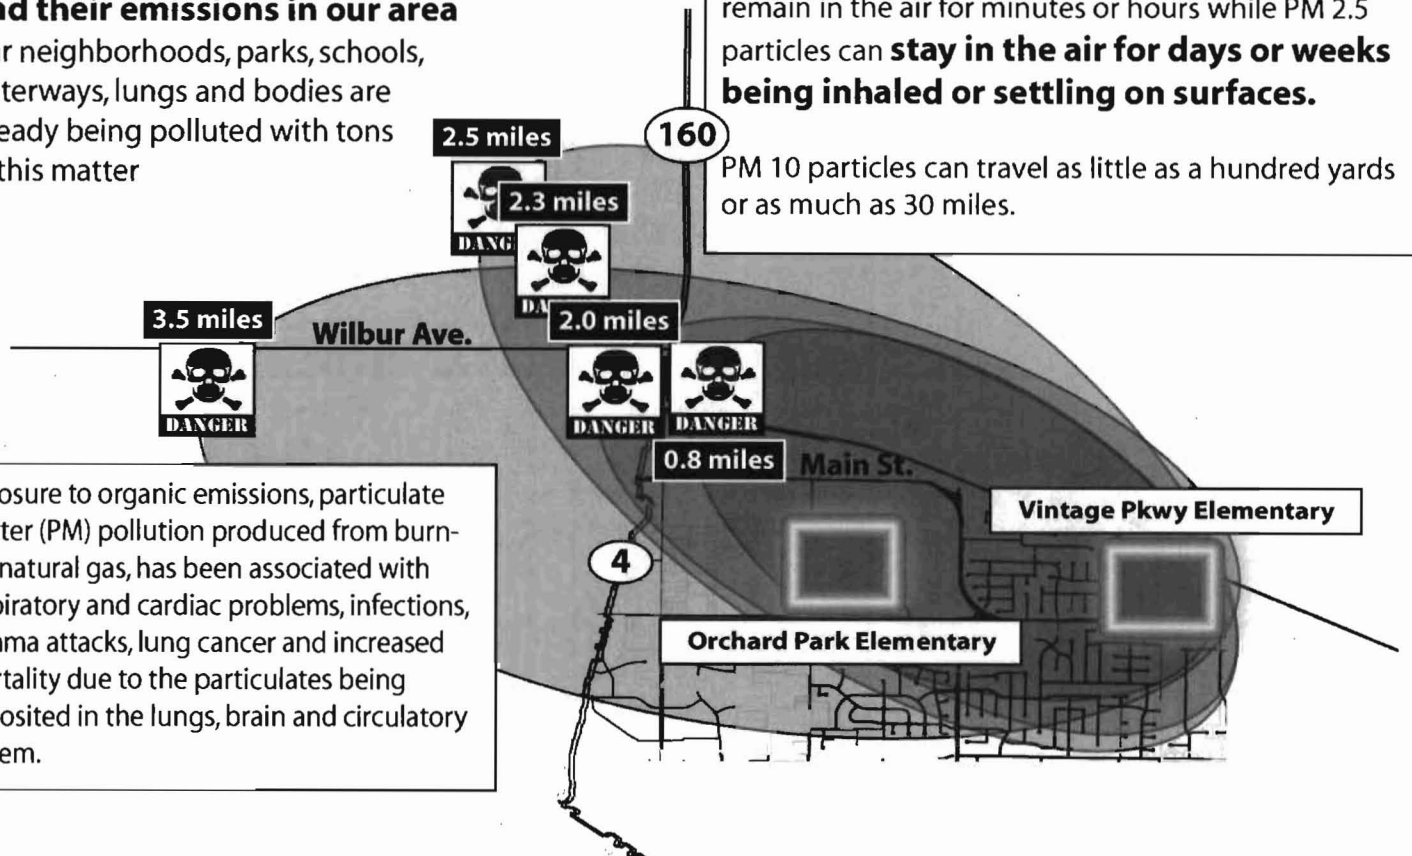 nd their emissions in our area
r neighborhoods, parks, schools,
terways, lungs and bodies are
eady being polluted with tons
this matter
remain in the air for minutes or hours while PM 2.5
particles can stay in the air for days or weeks
being inhaled or settling on surfaces.
PM 10 particles can travel as little as a hundred yards
or as much as 30 miles.
160
2.5 miles
DANG
2.3 miles
DA
3.5 miles
DANGER
Wilbur Ave.
2.0 miles
DANGER
DANGER
0.8 miles
Main St.
Vintage Pkwy Elementary
4
Orchard Park Elementary
osure to organic emissions, particulate
ter (PM) pollution produced from burn-
natural gas, has been associated with
piratory and cardiac problems, infections,
ma attacks, lung cancer and increased
tality due to the particulates being
osited in the lungs, brain and circulatory
em.